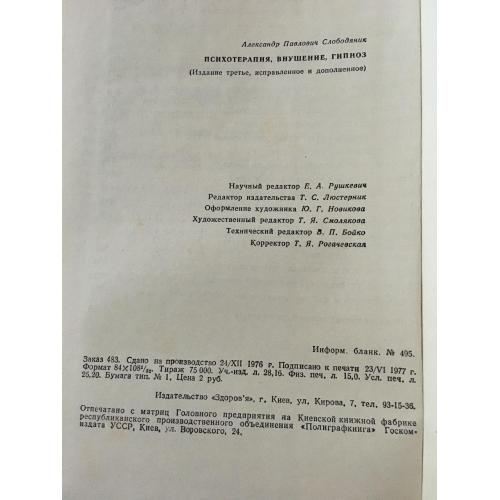 Александр Павлович Слободяник
ПСИХОТЕРАПИЯ, ВНУШЕНИЕ, ГИПНОЗ
(Издание третье, исправленное и дополненное)
Научный редактор Е. А. Рушкевич
Редактор издательства Т. С. Люстерник
Оформление художника Ю. Г. Новикова
Художественный редактор Т. Я. Смолякова
Технический редактор В. П. Бойко
Корректор Т. Я. Рогачевская
Информ. бланк. № 495.
Заказ 483. Сдано на производство 24/XII 1976 г. Подписано к печати 23/VI 1977 г.
Формат 84×108¹/₃₂. Тираж 75 000. Уч.-изд. л. 28,16. Физ. печ. л. 15,0. Усл. печ. л.
25,20. Бумага тип. № 1, Цена 2 руб.
Издательство «Здоров'я», г. Киев, ул. Кирова, 7, тел. 93-15-36.
Отпечатано с матриц Головного предприятия на Киевской книжной фабрике
республиканского производственного объединения «Полиграфкнига» Госком-
издата УССР, Киев, ул. Воровского, 24.